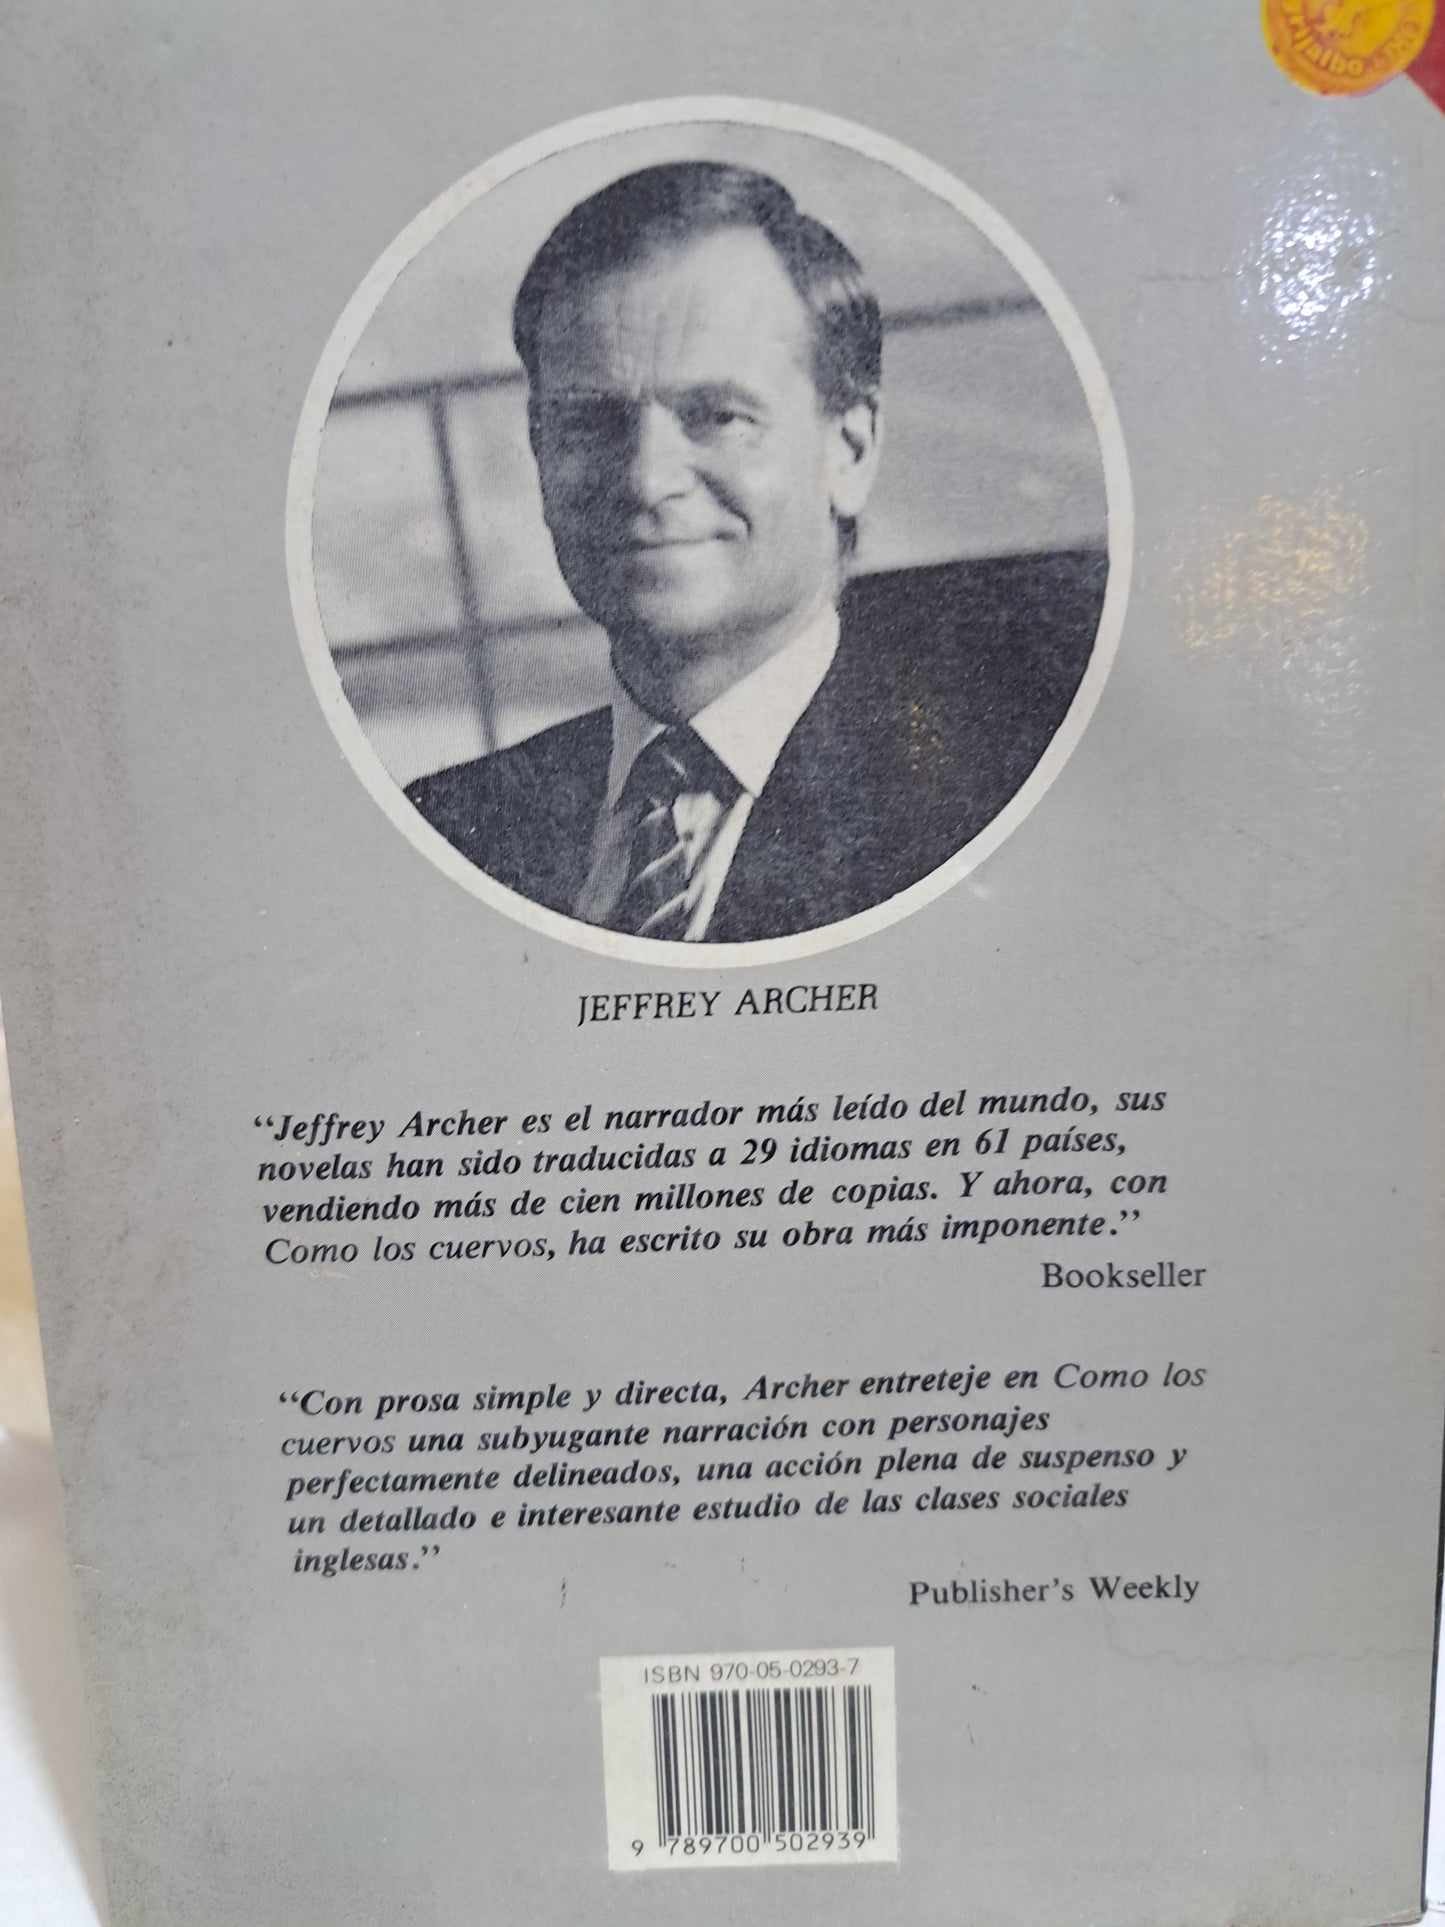 grijalbo
JEFFREY ARCHER
“Jeffrey Archer es el narrador más leído del mundo, sus
novelas han sido traducidas a 29 idiomas en 61 países,
vendiendo más de cien millones de copias. Y ahora, con
Como los cuervos, ha escrito su obra más imponente.”
Bookseller
“Con prosa simple y directa, Archer entreteje en Como los
cuervos una subyugante narración con personajes
perfectamente delineados, una acción plena de suspenso y
un detallado e interesante estudio de las clases sociales
inglesas.”
Publisher’s Weekly
ISBN 970-05-0293-7
9 789700 502939